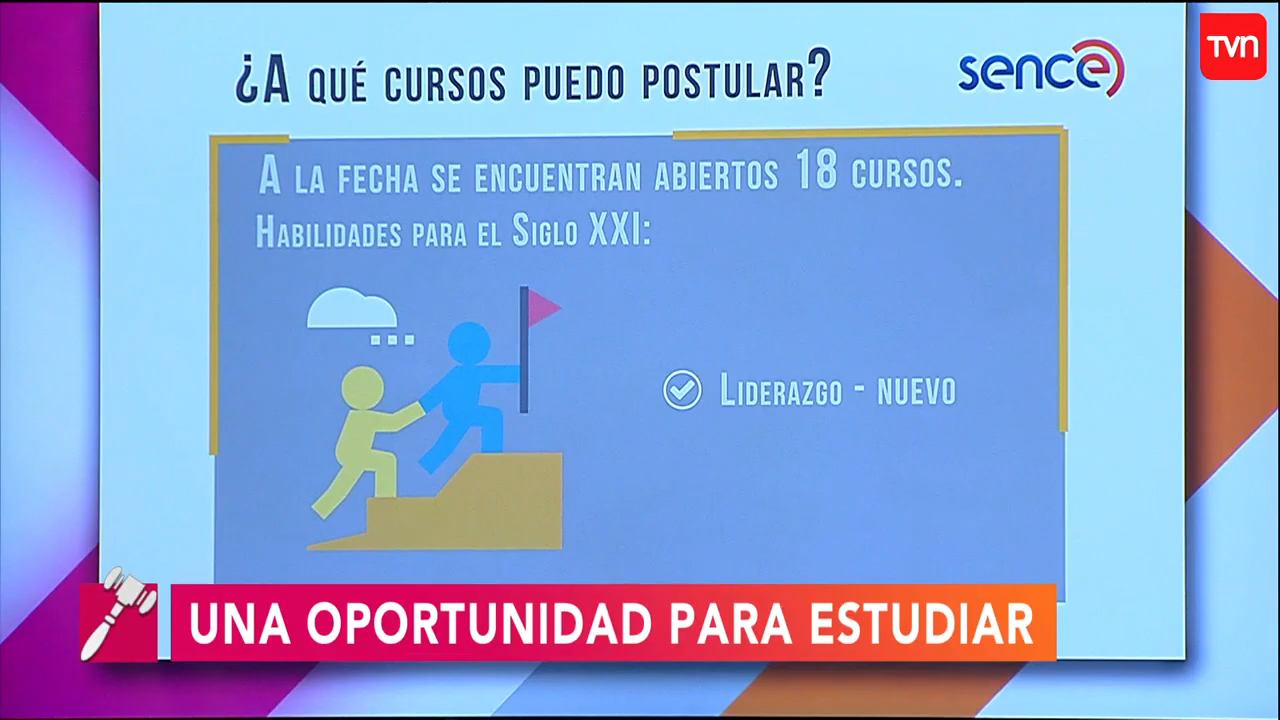 ¿A QUÉ CURSOS PUEDO POSTULAR?
sence
TVN
A LA FECHA SE ENCUENTRAN ABIERTOS 18 CURSOS.
HABILIDADES PARA EL SIGLO XXI:
LIDERAZGO - NUEVO
UNA OPORTUNIDAD PARA ESTUDIAR